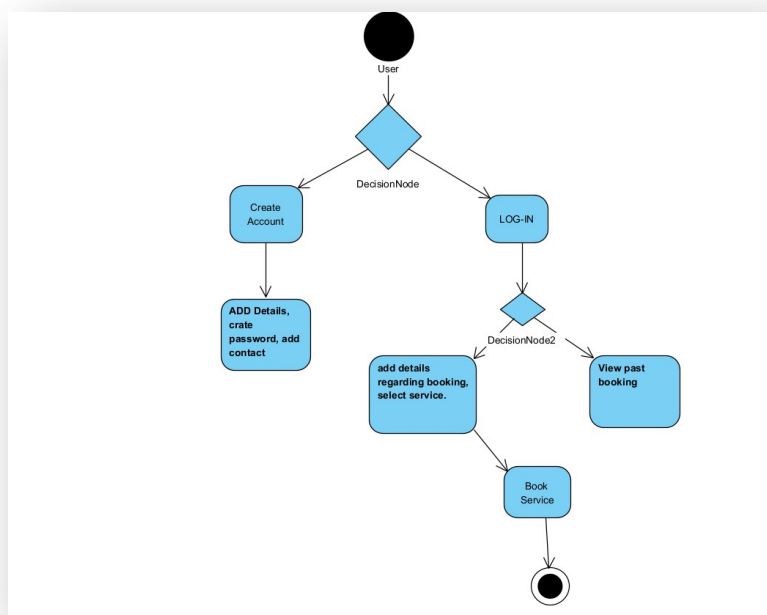 User
DecisionNode
Create
Account
LOG-IN
ADD Details,
crate
password, add
contact
DecisionNode2
add details
regarding booking,
select service.
View past
booking
Book
Service